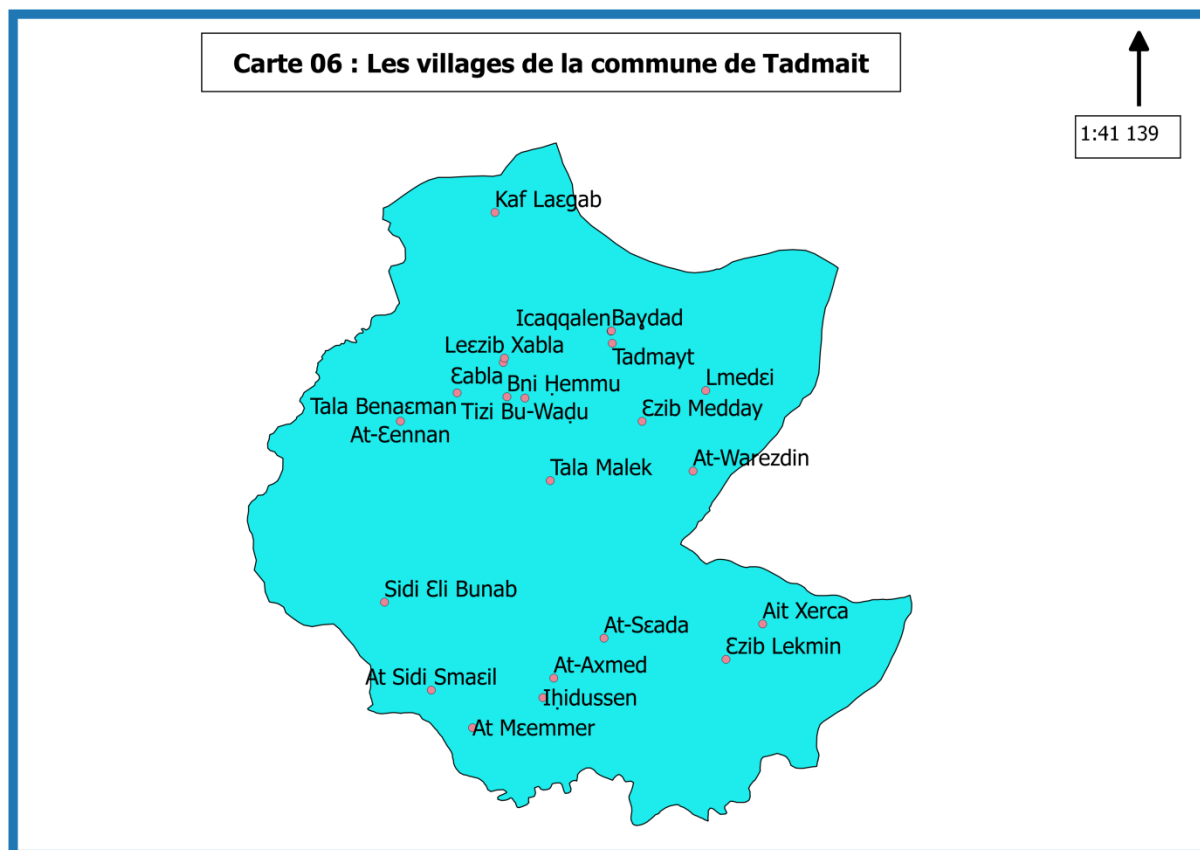 Carte 06 : Les villages de la commune de Tadmait
1:41 139
Kaf Laɛgab
IcaqqalenBaɣdad
Leɛzib Xabla
Tadmayt
Ɛabla
Bni Ḥemmu
Lmedɛi
Tala Benaɛman
Tizi Bu-Waḍu
Ɛzib Medday
At-Ɛennan
Tala Malek
At-Warezdin
Sidi Ɛli Bunab
Ait Xerca
At-Sɛada
Ɛzib Lekmin
At-Axmed
At Sidi Smaɛil
Iḥidussen
At Mɛemmer